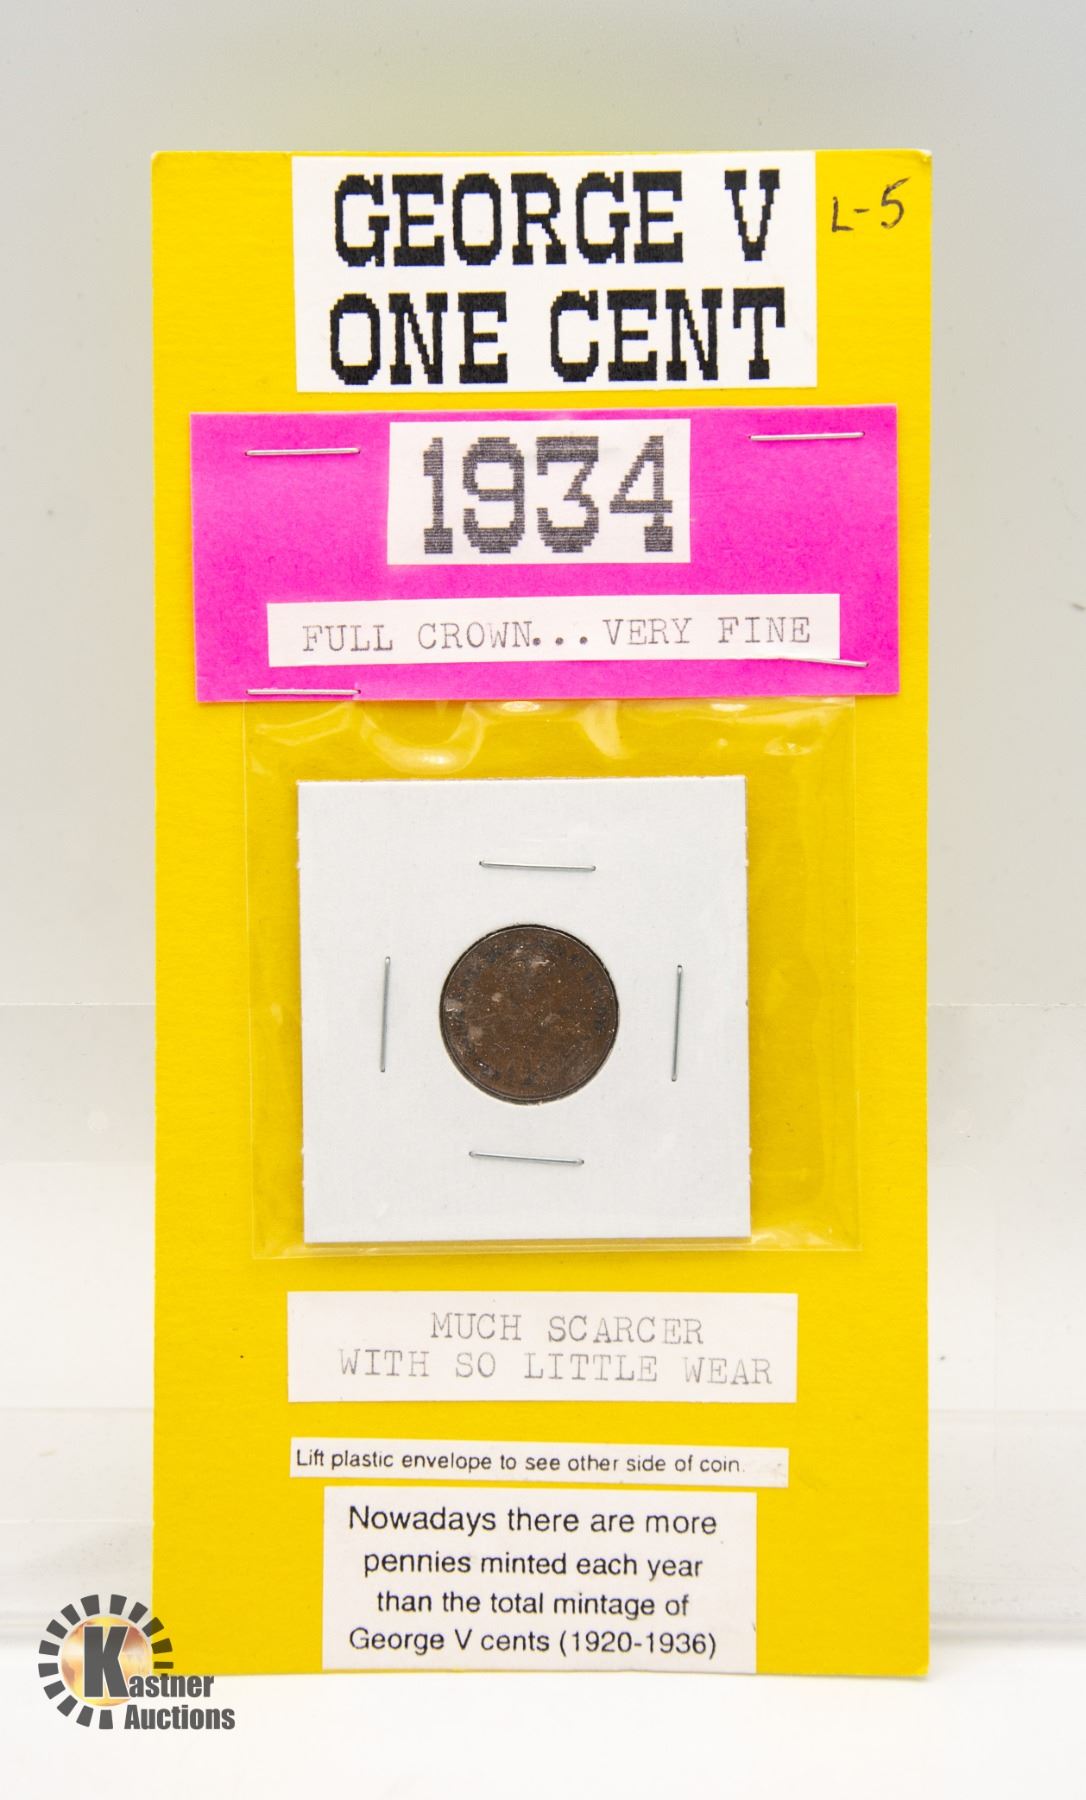 GEORGE V
ONE CENT
L-5
1934
FULL CROWN...VERY FINE
MUCH SCARCER
WITH SO LITTLE WEAR
Lift plastic envelope to see other side of coin.
Nowadays there are more
pennies minted each year
than the total mintage of
George V cents (1920-1936)
Kastner
Auctions